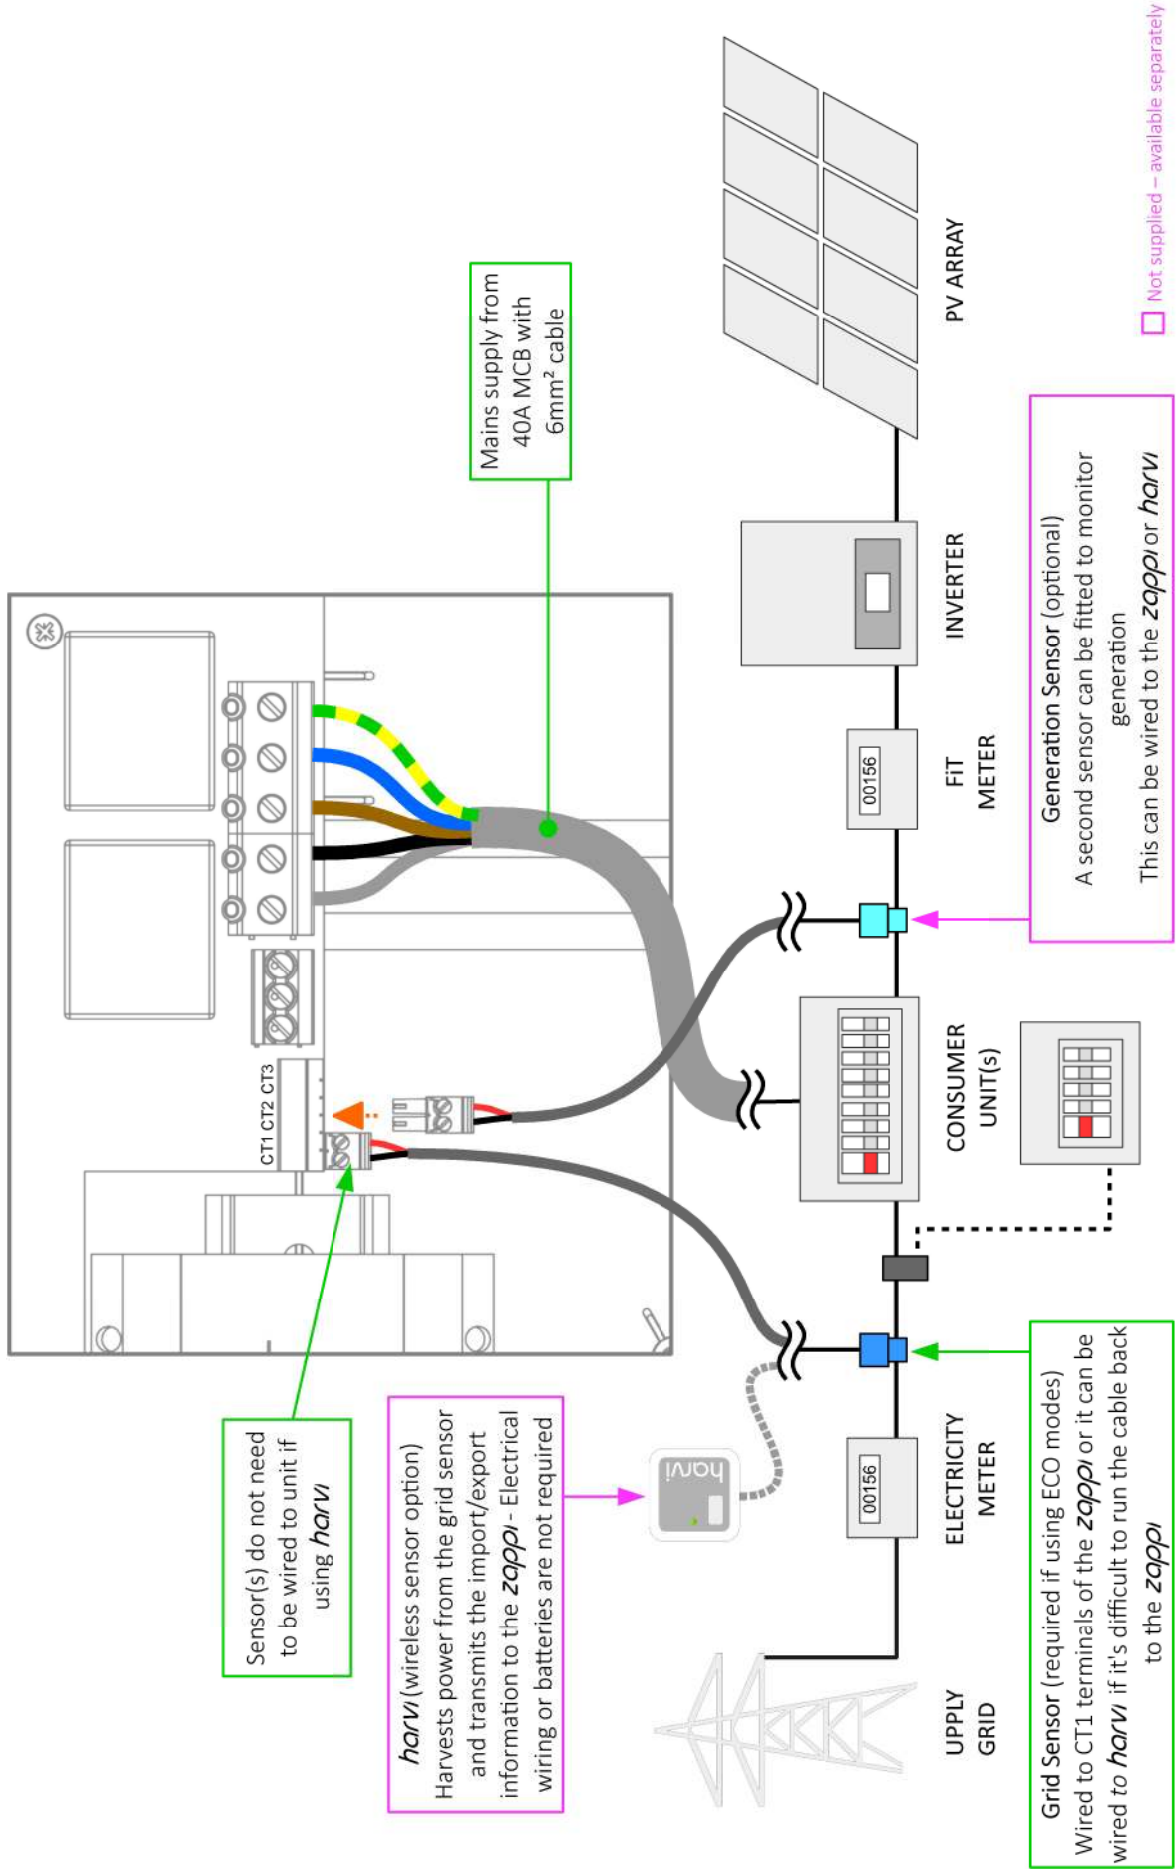 Sensor(s) do not need
to be wired to unit if
using harvi
CT1 CT2 CT3
Mains supply from
40A MCB with
6mm² cable
harvi (wireless sensor option)
Harvests power from the grid sensor
and transmits the import/export
information to the zappi - Electrical
wiring or batteries are not required
harvi
00156
00156
UPPLY
GRID
ELECTRICITY
METER
CONSUMER
UNIT(s)
FiT
METER
INVERTER
PV ARRAY
Grid Sensor (required if using ECO modes)
Wired to CT1 terminals of the zappi or it can be
wired to harvi if it's difficult to run the cable back
to the zappi
Generation Sensor (optional)
A second sensor can be fitted to monitor
generation
This can be wired to the zappi or harvi
Not supplied – available separately